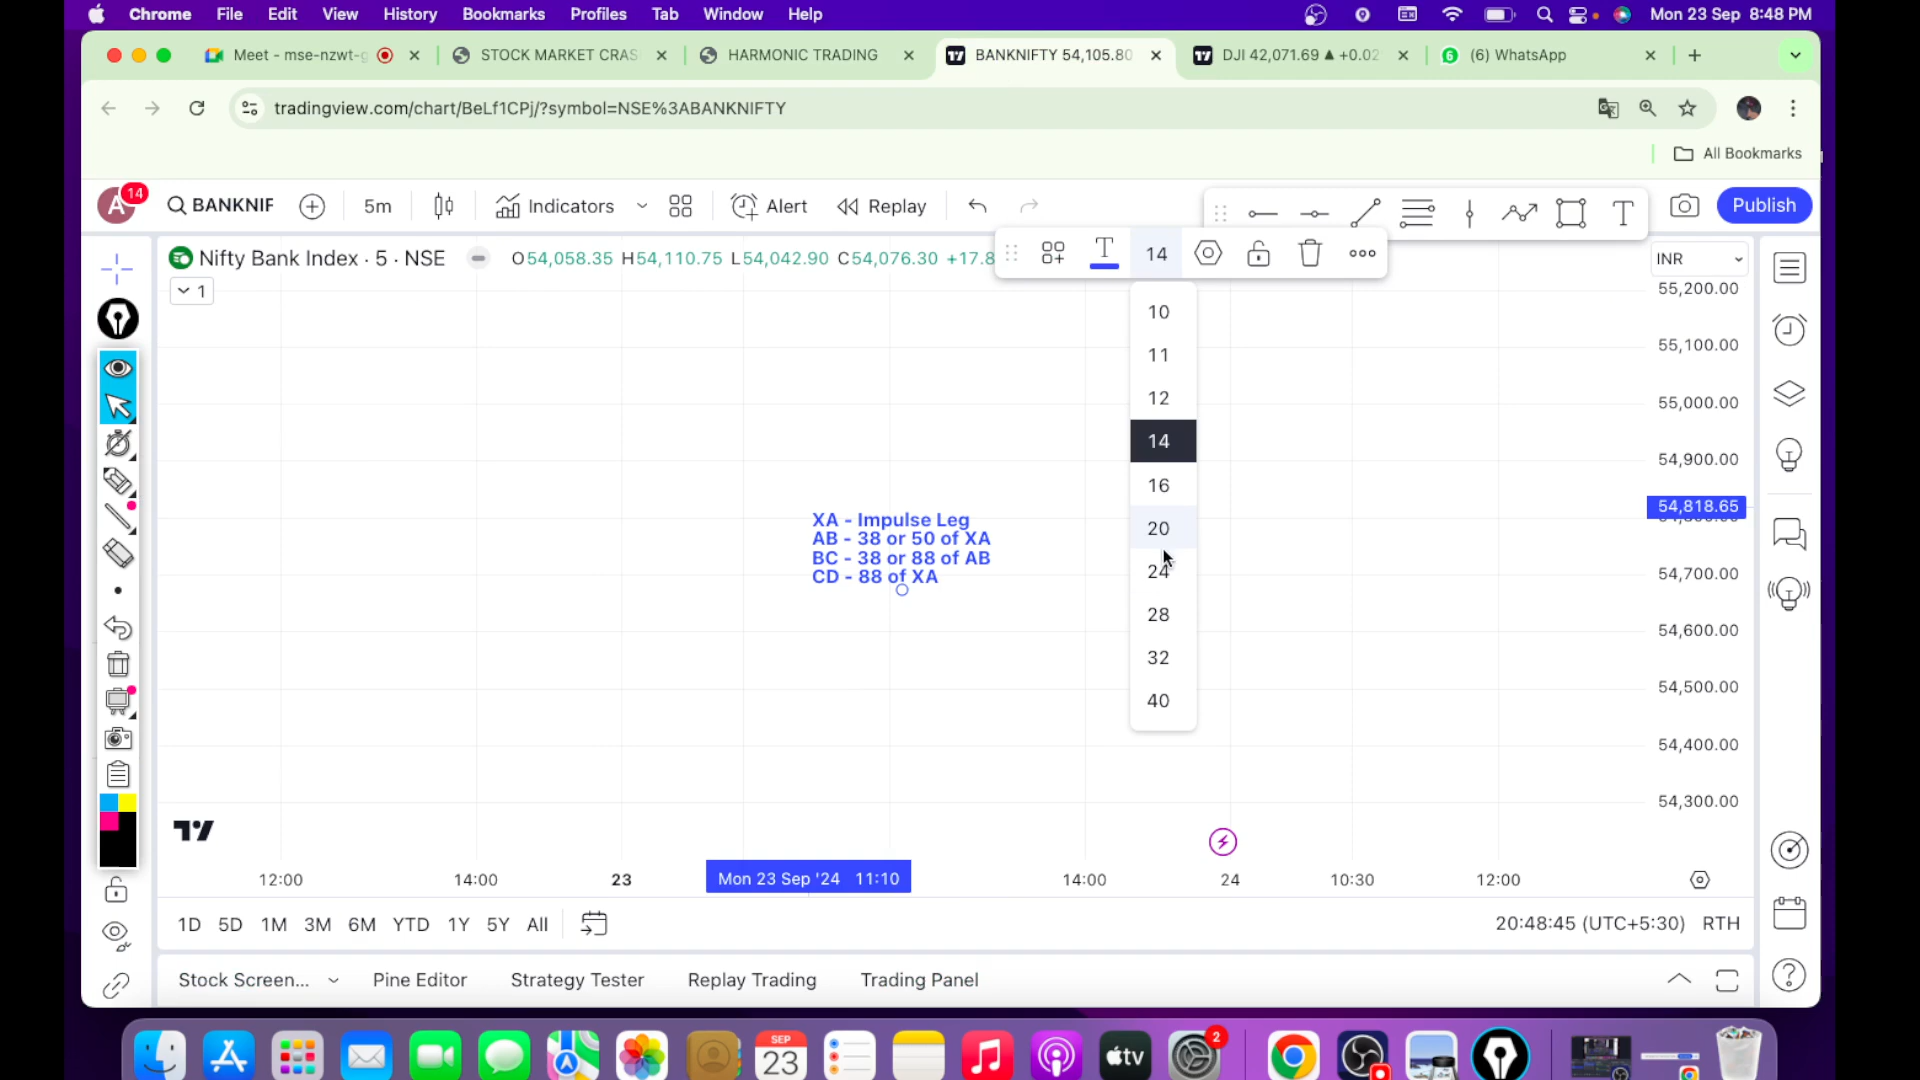 Chrome File Edit View History Bookmarks Profiles Tab Window Help Mon 23 Sep 8:48 PM
Meet - mse-nzwt- STOCK MARKET CRAS HARMONIC TRADING BANKNIFTY 54,105.80 DJI 42,071.69 ▲ +0.02 6 (6) WhatsApp
tradingview.com/chart/BeLf1CPj/?symbol=NSE%3ABANKNIFTY
All Bookmarks
A 14 BANKNIF 5m Indicators Alert Replay T Publish
Nifty Bank Index · 5 · NSE O54,058.35 H54,110.75 L54,042.90 C54,076.30 +17.8 T 14 INR
1
55,200.00
10
55,100.00
11
12
55,000.00
14
54,900.00
16
54,818.65
XA - Impulse Leg
20
AB - 38 or 50 of XA
BC - 38 or 88 of AB
24
54,700.00
CD - 88 of XA
28
54,600.00
32
54,500.00
40
54,400.00
54,300.00
12:00 14:00 23 Mon 23 Sep '24 11:10 14:00 24 10:30 12:00
1D 5D 1M 3M 6M YTD 1Y 5Y All 20:48:45 (UTC+5:30) RTH
Stock Screen... Pine Editor Strategy Tester Replay Trading Trading Panel
SEP
23
tv
2